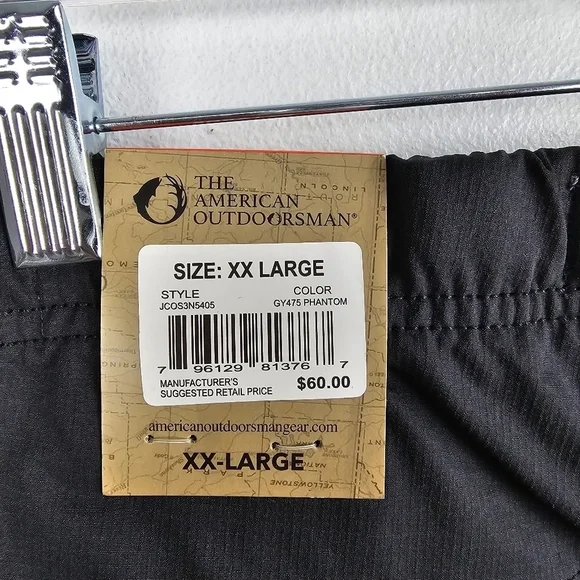 THE
AMERICAN
OUTDOORSMAN®
SIZE: XX LARGE
STYLE COLOR
JCOS3N5405 GY475 PHANTOM
7 96129 81376 7
MANUFACTURER'S
SUGGESTED RETAIL PRICE $60.00
americanoutdoorsmangear.com
XX-LARGE
YELLOWSTONE
LINCOLN